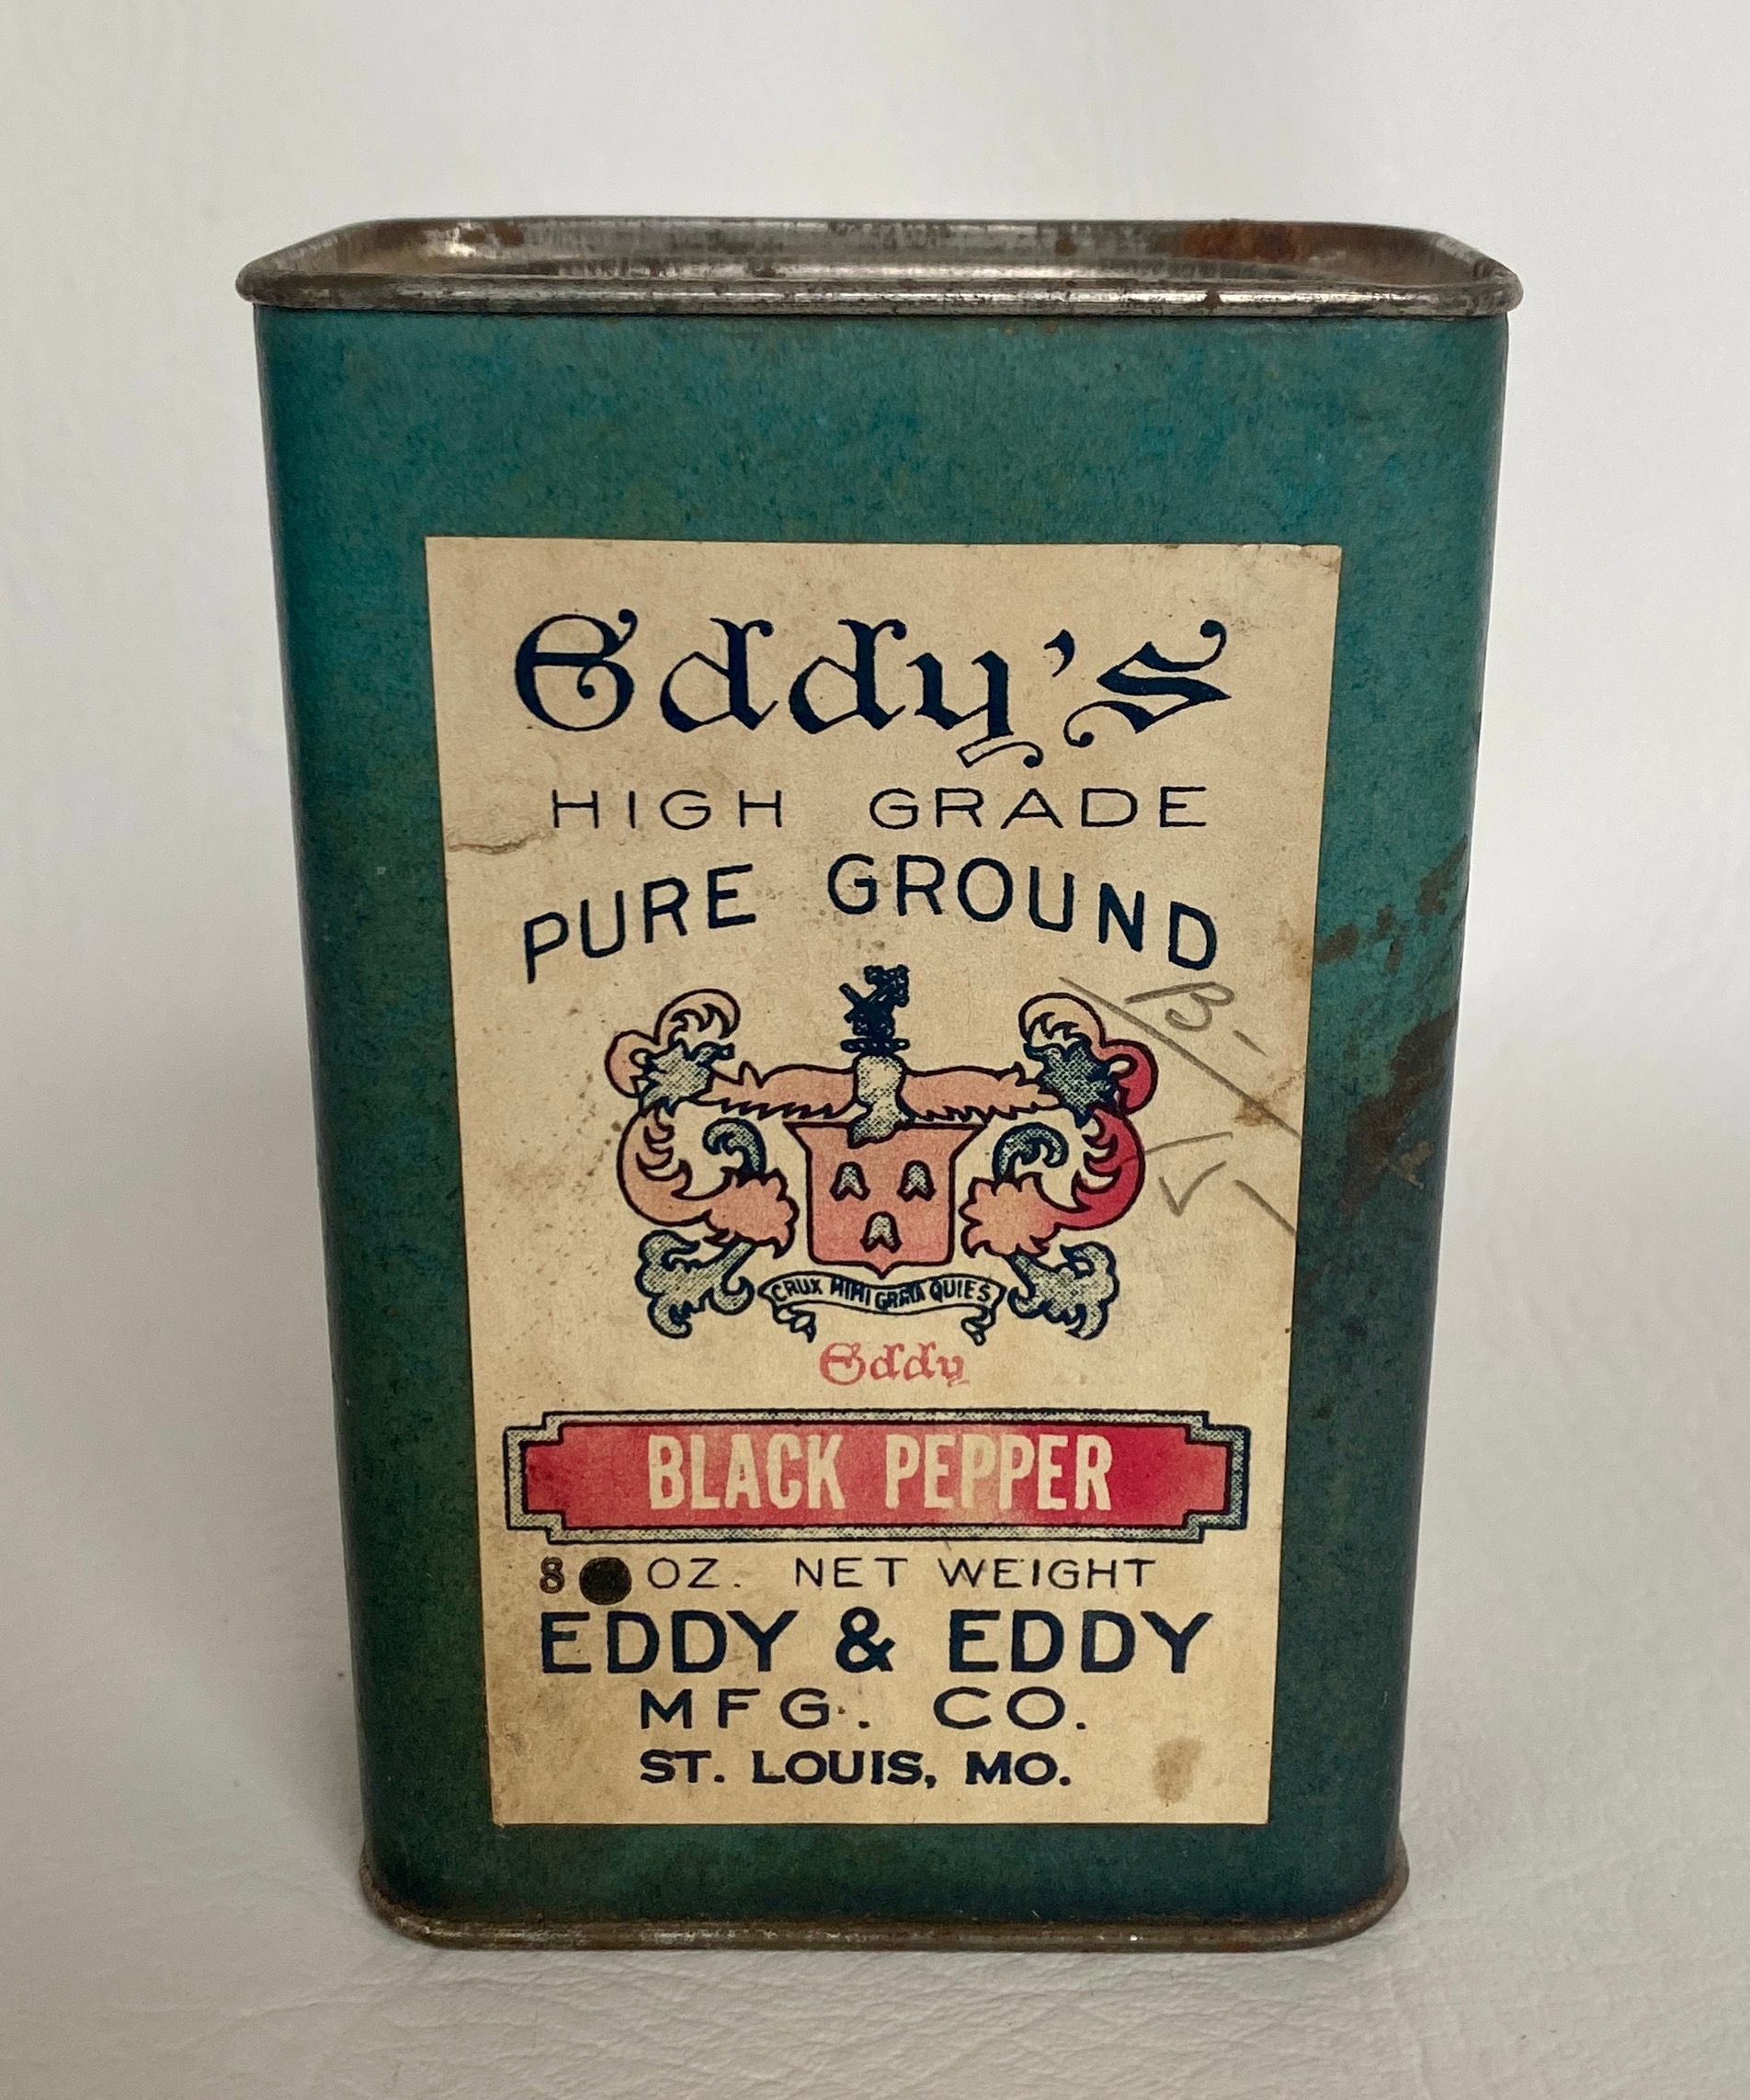 Eddy's
HIGH GRADE
PURE GROUND
B-
CRUX MIHI GRATA QUIES
Eddy
BLACK PEPPER
8 OZ. NET WEIGHT
EDDY & EDDY
MFG. CO.
ST. LOUIS, MO.